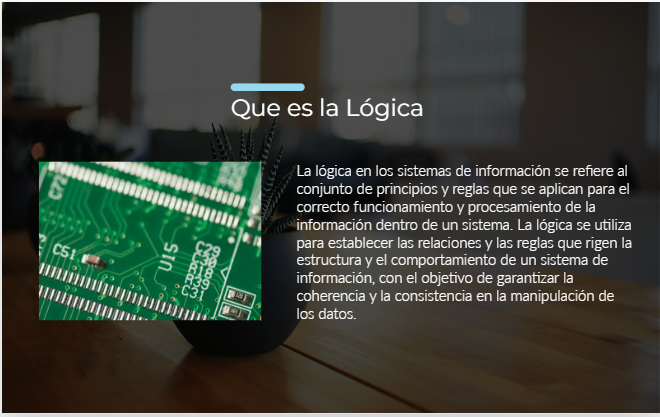 Que es la Lógica
La lógica en los sistemas de información se refiere al
conjunto de principios y reglas que se aplican para el
correcto funcionamiento y procesamiento de la
información dentro de un sistema. La lógica se utiliza
para establecer las relaciones y las reglas que rigen la
estructura y el comportamiento de un sistema de
información, con el objetivo de garantizar la
coherencia y la consistencia en la manipulación de
los datos.
C51
U15